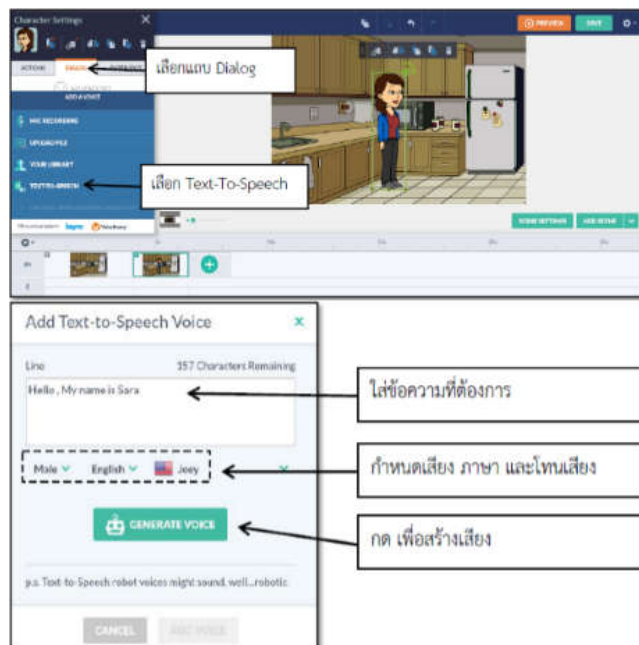 Character Settings
PREVIEW
SAVE
ACTIONS
เลือกแถบ Dialog
ADD A VOICE
MIC RECORDING
UPLOAD FILE
YOUR LIBRARY
TEXT-TO-SPEECH
เลือก Text-To-Speech
SCENE SETTINGS
ADD SCENE
Add Text-to-Speech Voice
Line
357 Characters Remaining
Hello , My name is Sara
ใส่ข้อความที่ต้องการ
Male
English
Joey
กำหนดเสียง ภาษา และโทนเสียง
GENERATE VOICE
กด เพื่อสร้างเสียง
p.s. Text-to-Speech robot voices might sound, well...robotic
CANCEL
ADD VOICE